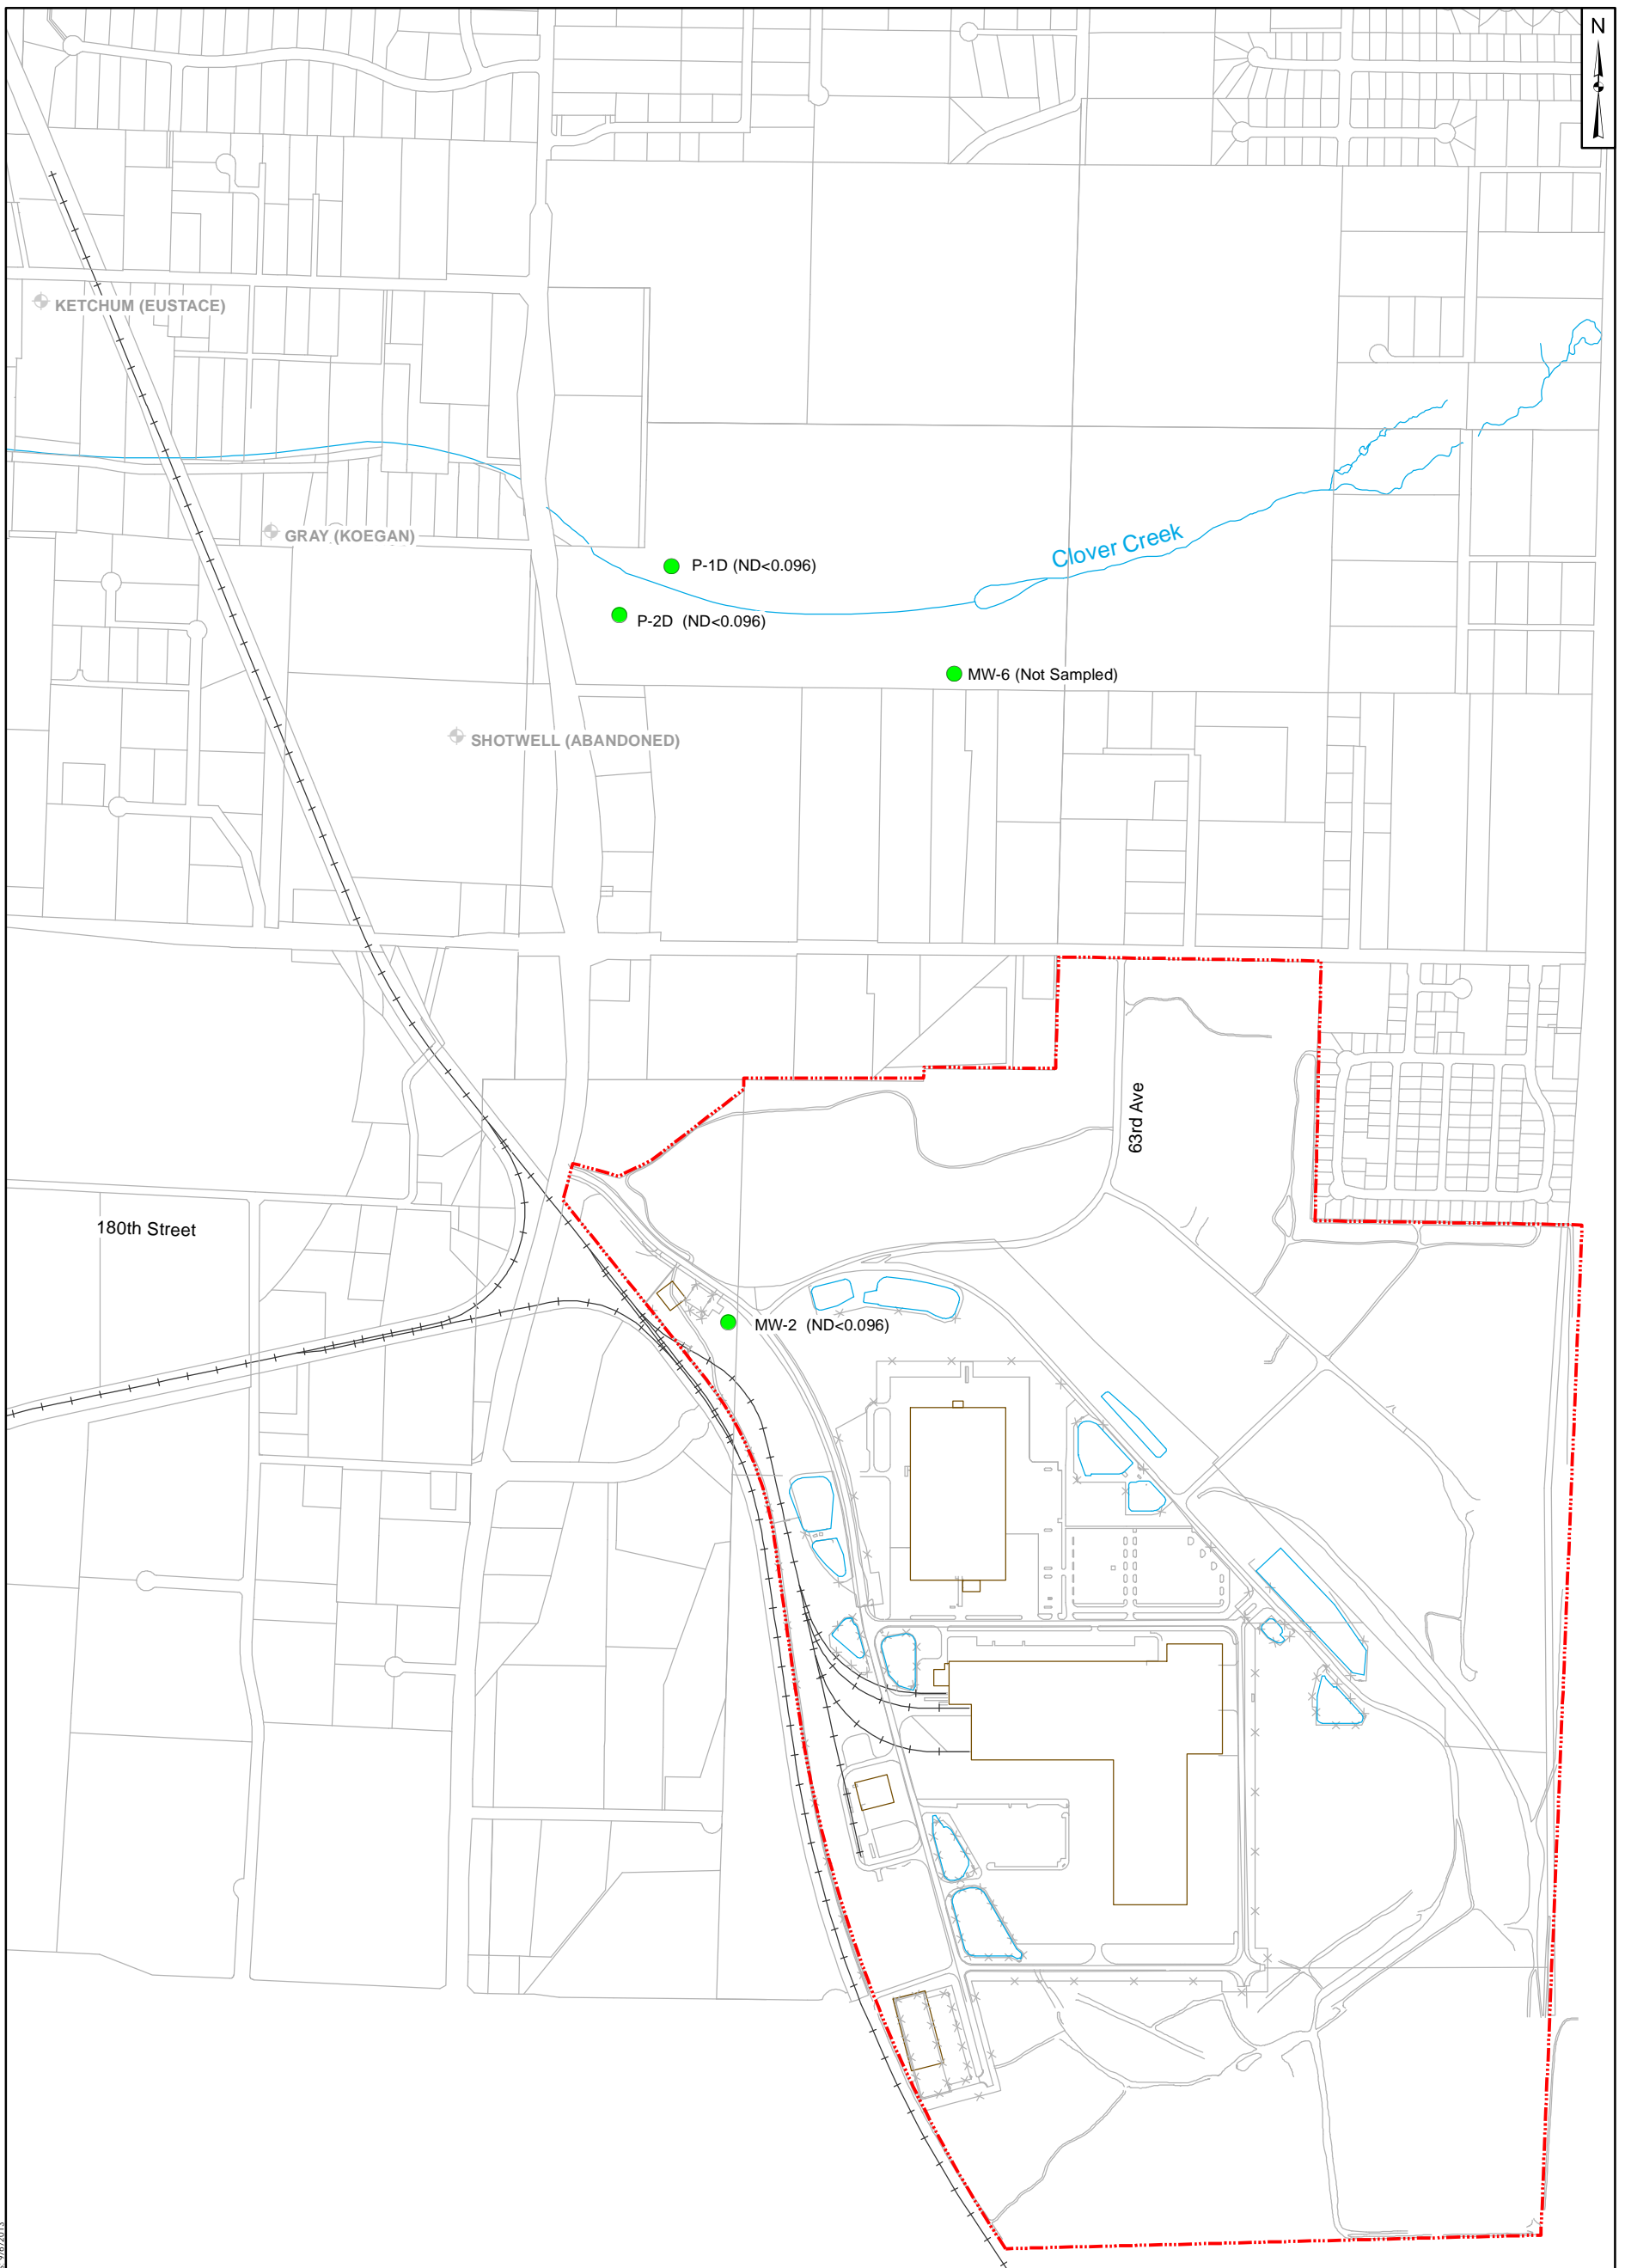 N
KETCHUM (EUSTACE)
GRAY (KOEGAN)
Clover Creek
P-1D (ND<0.096)
P-2D (ND<0.096)
MW-6 (Not Sampled)
SHOTWELL (ABANDONED)
63rd Ave
180th Street
MW-2 (ND<0.096)